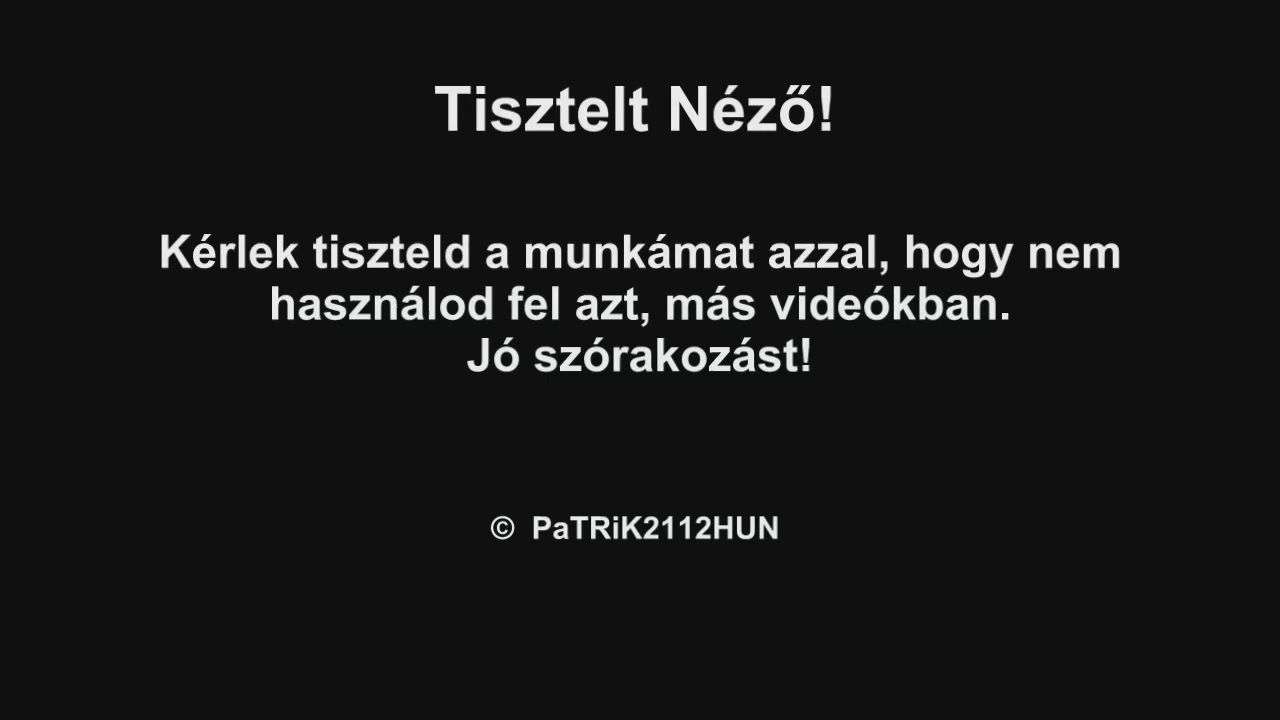 Tisztelt Néző!
Kérlek tiszteld a munkámat azzal, hogy nem
használod fel azt, más videókban.
Jó szórakozást!
© PaTRiK2112HUN